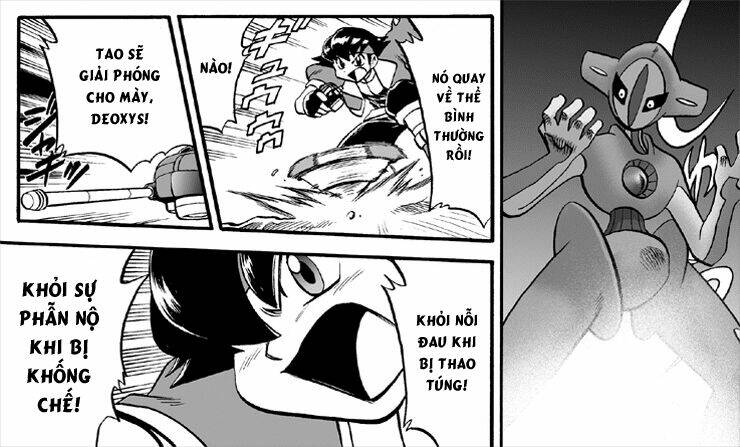 NÓ QUAY
VỀ THỂ
BÌNH
THƯỜNG
RỒI!
NÀO!
TAO SẼ
GIẢI PHÓNG
CHO MÀY,
DEOXYS!
KHỎI NỖI
ĐAU KHI
BỊ THAO
TÚNG!
KHỎI SỰ
PHẪN NỘ
KHI BỊ
KHỐNG
CHẾ!